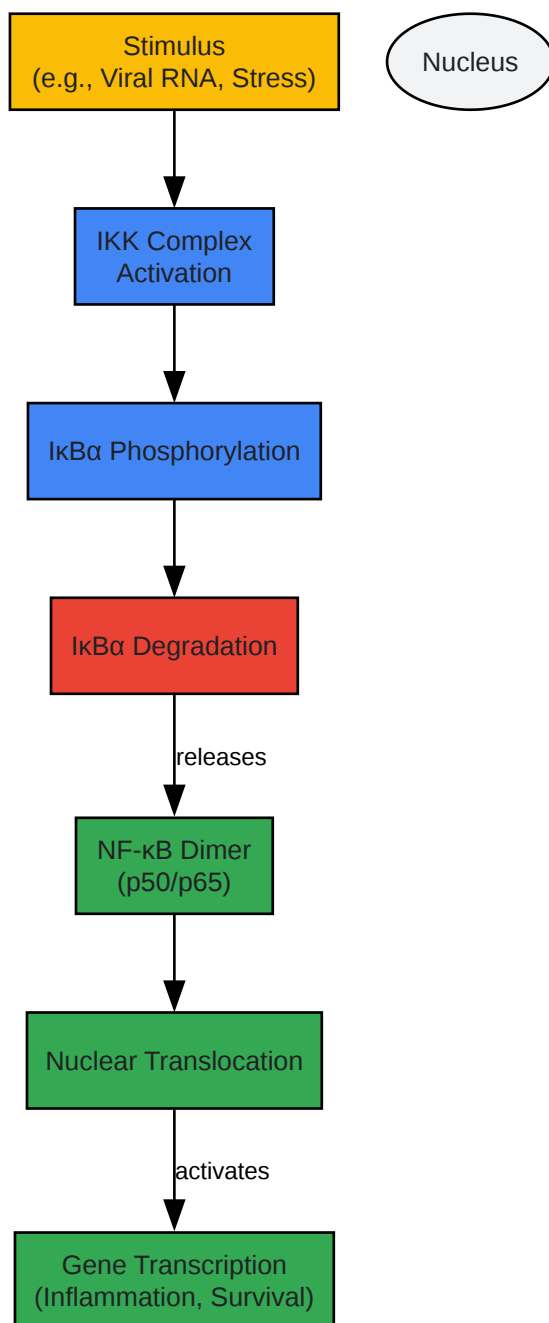 Stimulus
(e.g., Viral RNA, Stress)
Nucleus
IKK Complex
Activation
IκBα Phosphorylation
IκBα Degradation
releases
NF-κB Dimer
(p50/p65)
Nuclear Translocation
activates
Gene Transcription
(Inflammation, Survival)